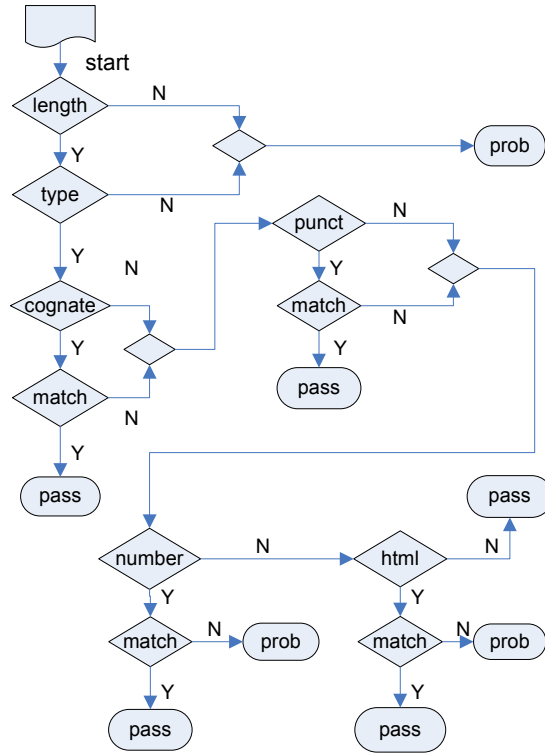 start
length
N
prob
Y
type
N
punct
N
Y
N
Y
cognate
match
N
Y
Y
match
N
pass
Y
pass
pass
number
N
html
N
Y
Y
match
N
prob
match
N
prob
Y
Y
pass
pass